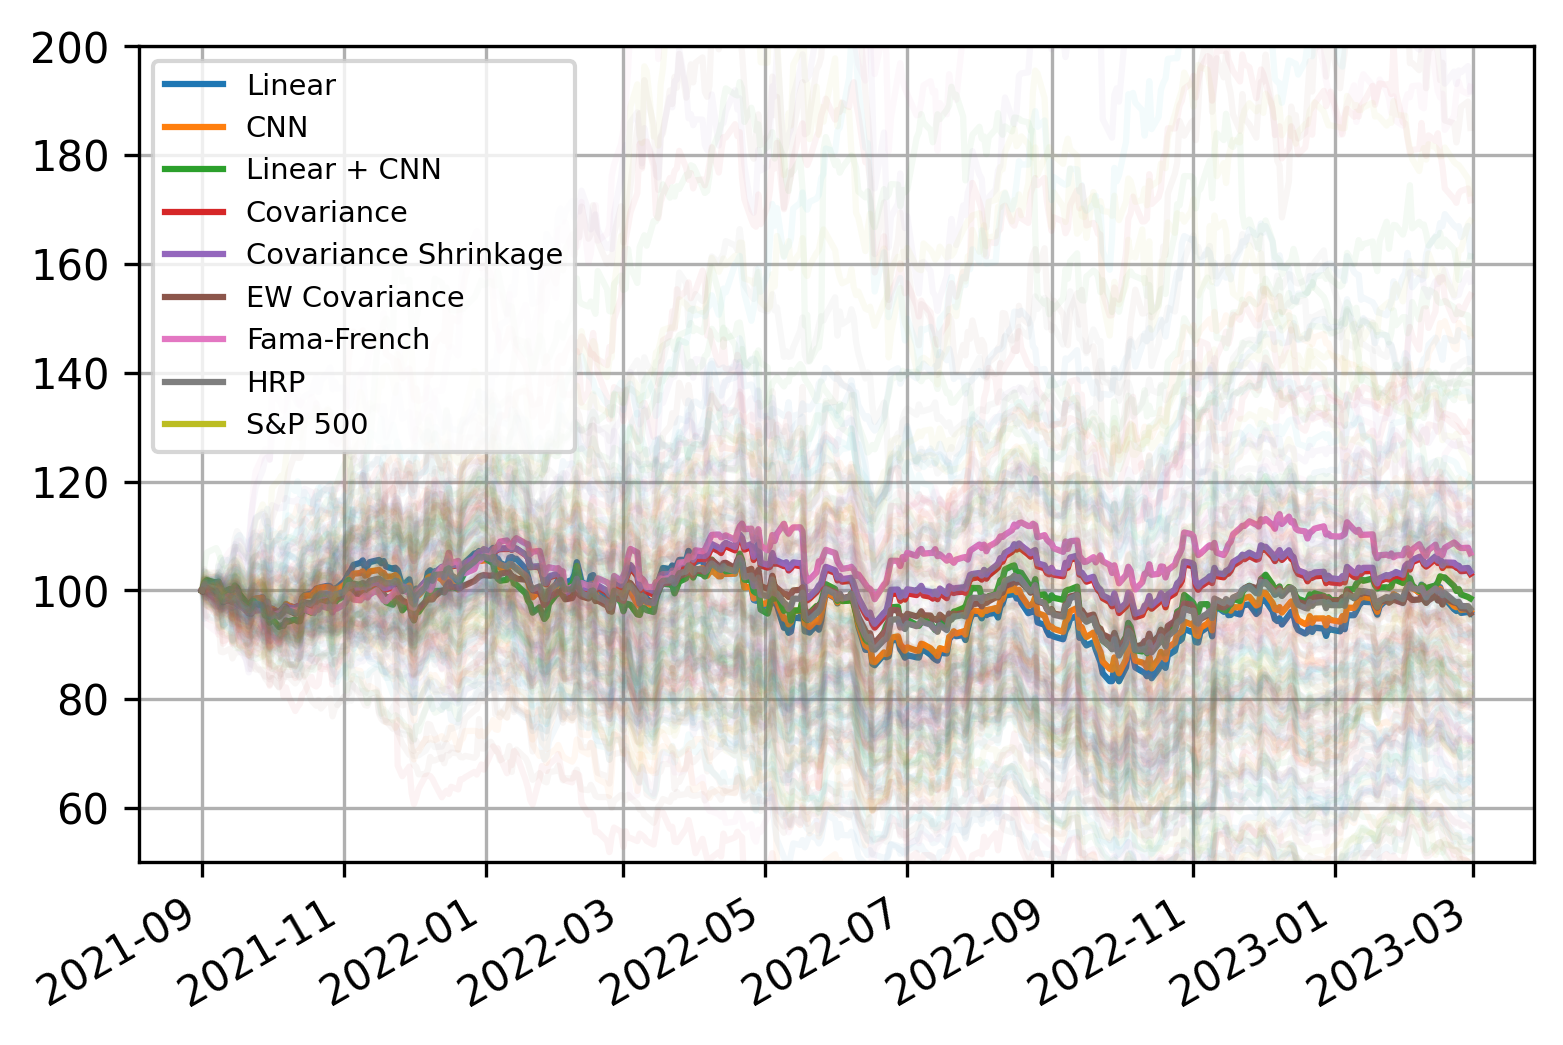 200
180
160
140
120
100
80
60
Linear
CNN
Linear + CNN
Covariance
Covariance Shrinkage
EW Covariance
Fama-French
HRP
S&P 500
2021-09
2021-11
2022-01
2022-03
2022-05
2022-07
2022-09
2022-11
2023-01
2023-03